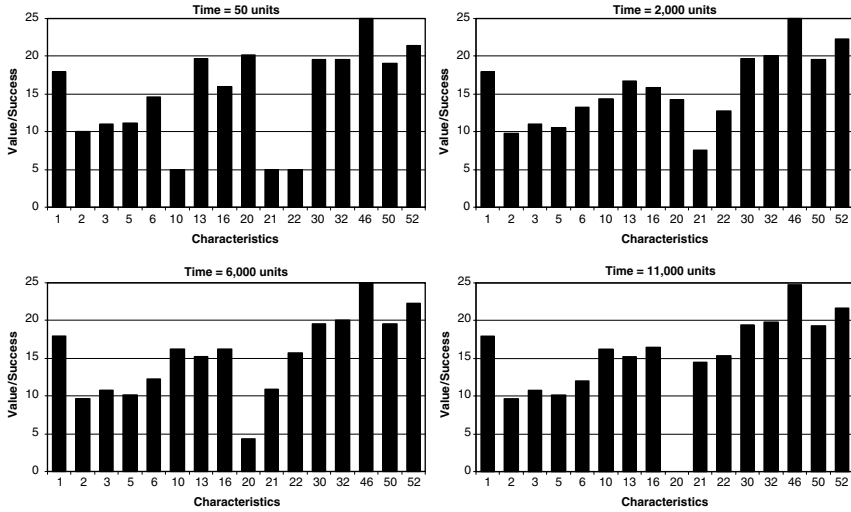 Time = 50 units
25
20
15
10
5
0
Value/Success
1 2 3 5 6 10 13 16 20 21 22 30 32 46 50 52
Characteristics
Time = 2,000 units
25
20
15
10
5
0
Value/Success
1 2 3 5 6 10 13 16 20 21 22 30 32 46 50 52
Characteristics
Time = 6,000 units
25
20
15
10
5
0
Value/Success
1 2 3 5 6 10 13 16 20 21 22 30 32 46 50 52
Characteristics
Time = 11,000 units
25
20
15
10
5
0
Value/Success
1 2 3 5 6 10 13 16 20 21 22 30 32 46 50 52
Characteristics